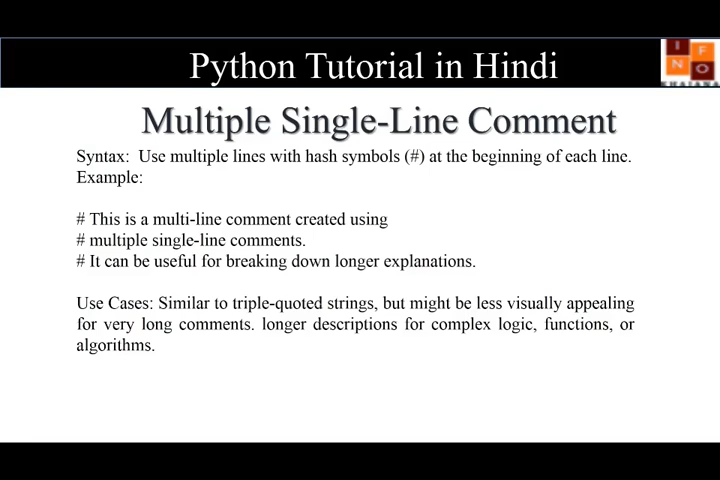 Python Tutorial in Hindi
I F
N O
KHAJANA
Multiple Single-Line Comment
Syntax: Use multiple lines with hash symbols (#) at the beginning of each line.
Example:
# This is a multi-line comment created using
# multiple single-line comments.
# It can be useful for breaking down longer explanations.
Use Cases: Similar to triple-quoted strings, but might be less visually appealing
for very long comments. longer descriptions for complex logic, functions, or
algorithms.